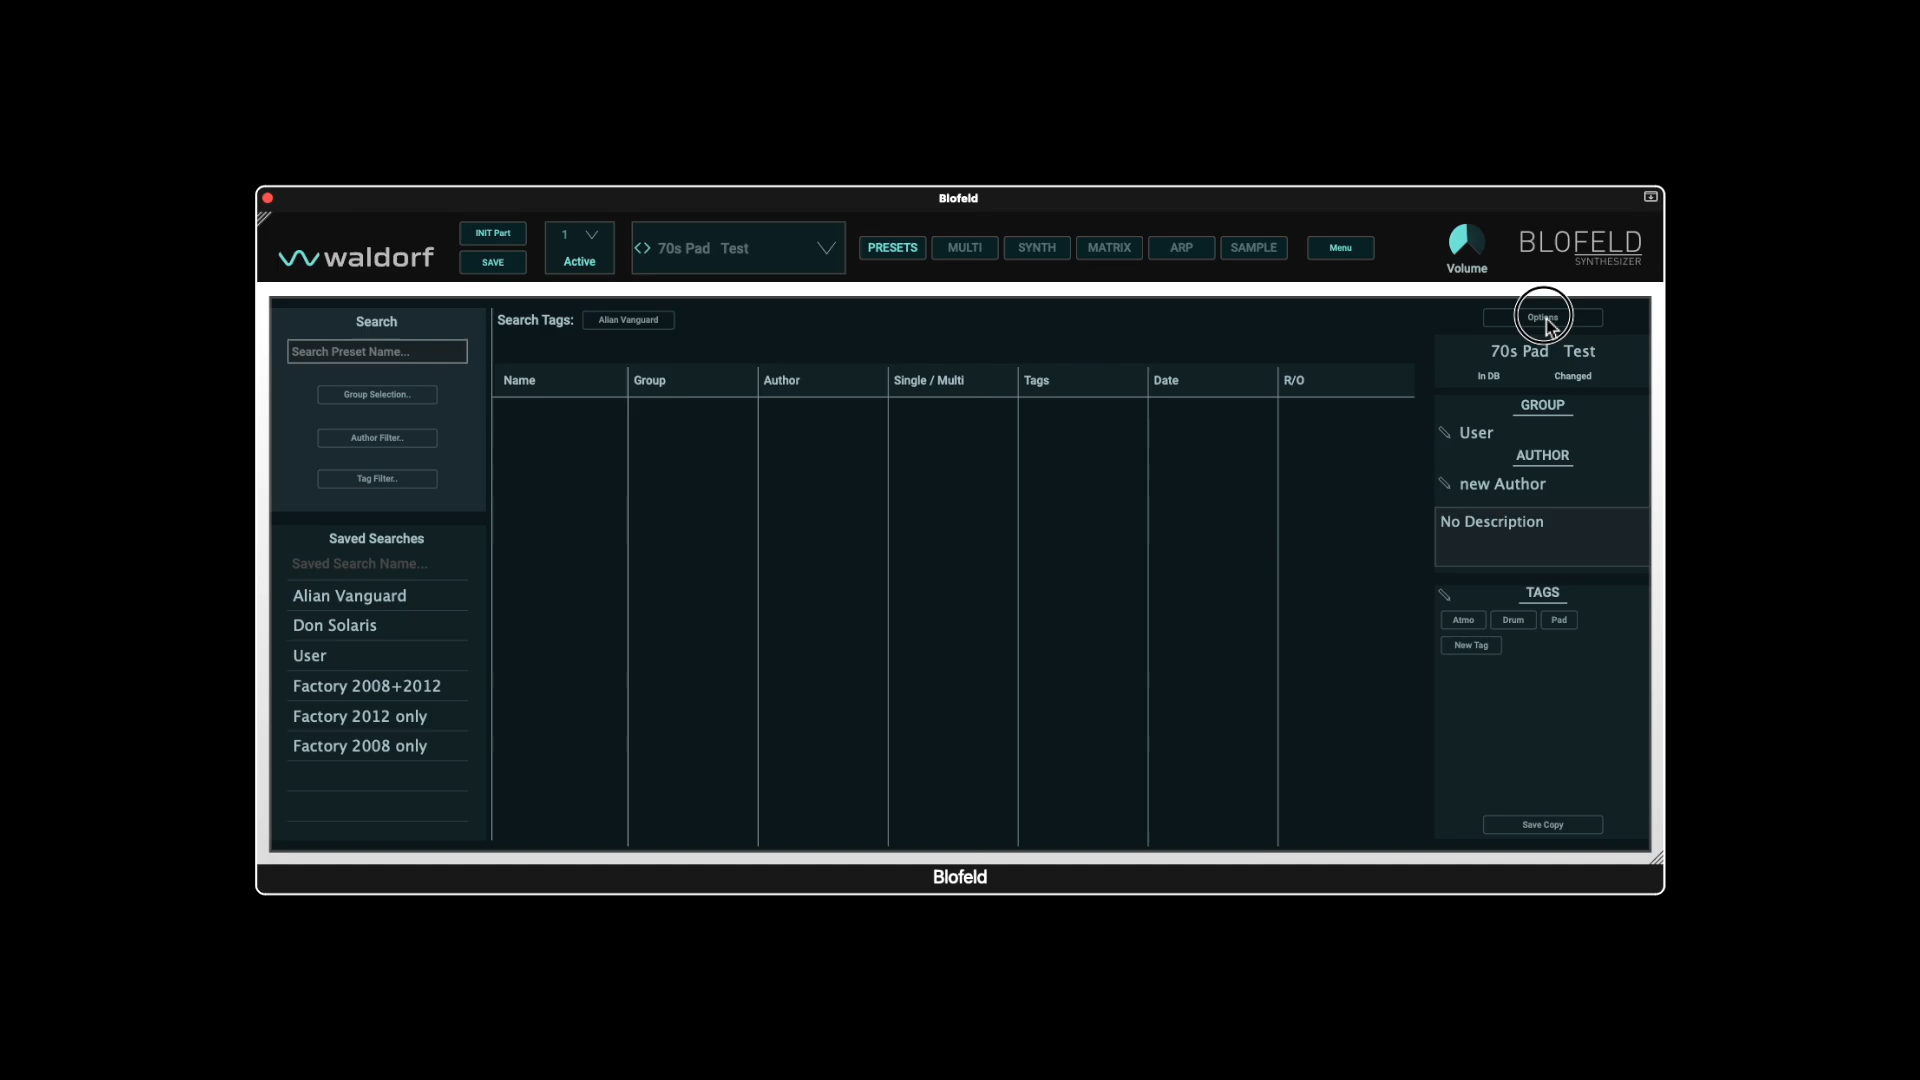 Blofeld
waldorf
INIT Part
SAVE
1
Active
<> 70s Pad Test
PRESETS
MULTI
SYNTH
MATRIX
ARP
SAMPLE
Menu
Volume
BLOFELD
SYNTHESIZER
Search
Search Preset Name...
Group Selection..
Author Filter..
Tag Filter..
Saved Searches
Saved Search Name...
Alian Vanguard
Don Solaris
User
Factory 2008+2012
Factory 2012 only
Factory 2008 only
Search Tags: Alian Vanguard
Name Group Author Single / Multi Tags Date R/O
Options
70s Pad Test
In DB Changed
GROUP
User
AUTHOR
new Author
No Description
TAGS
Atmo Drum Pad
New Tag
Save Copy
Blofeld